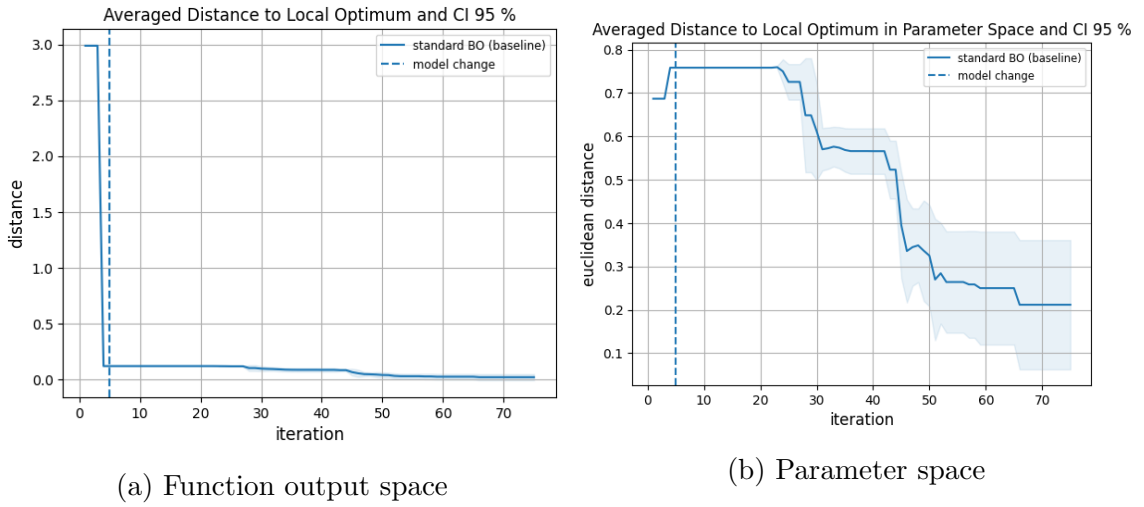 Averaged Distance to Local Optimum and CI 95 %
standard BO (baseline)
model change
3.0
2.5
2.0
1.5
1.0
0.5
0.0
distance
0 10 20 30 40 50 60 70
iteration
(a) Function output space
Averaged Distance to Local Optimum in Parameter Space and CI 95 %
standard BO (baseline)
model change
0.8
0.7
0.6
0.5
0.4
0.3
0.2
0.1
euclidean distance
0 10 20 30 40 50 60 70
iteration
(b) Parameter space